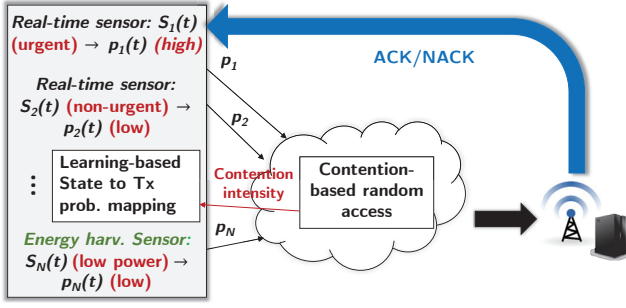 Real-time sensor: S1(t)
(urgent) → p1(t) (high)
Real-time sensor:
S2(t) (non-urgent) →
p2(t) (low)
⋮
Learning-based
State to Tx
prob. mapping
Energy harv. Sensor:
SN(t) (low power) →
pN(t) (low)
p1
p2
pN
Contention
intensity
Contention-
based random
access
ACK/NACK